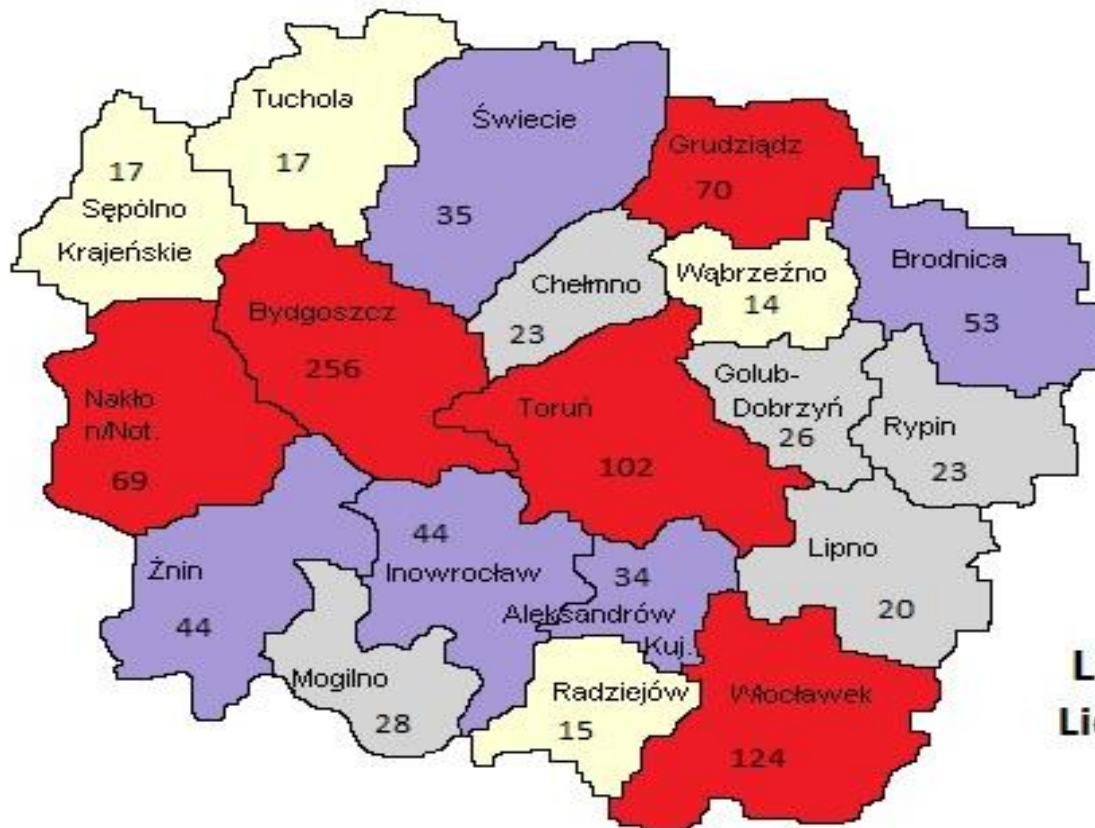 Tuchola
17
Świecie
35
Grudziądz
70
17
Sępólno
Krajeńskie
Chełmno
23
Wąbrzeźno
14
Brodnica
53
Bydgoszcz
256
Nakło
n/Not.
69
Toruń
102
Golub-
Dobrzyń
26
Rypin
23
Żnin
44
44
Inowrocław
34
Aleksandrów
Kuj.
Lipno
20
Mogilno
28
Radziejów
15
Włocławek
124
L